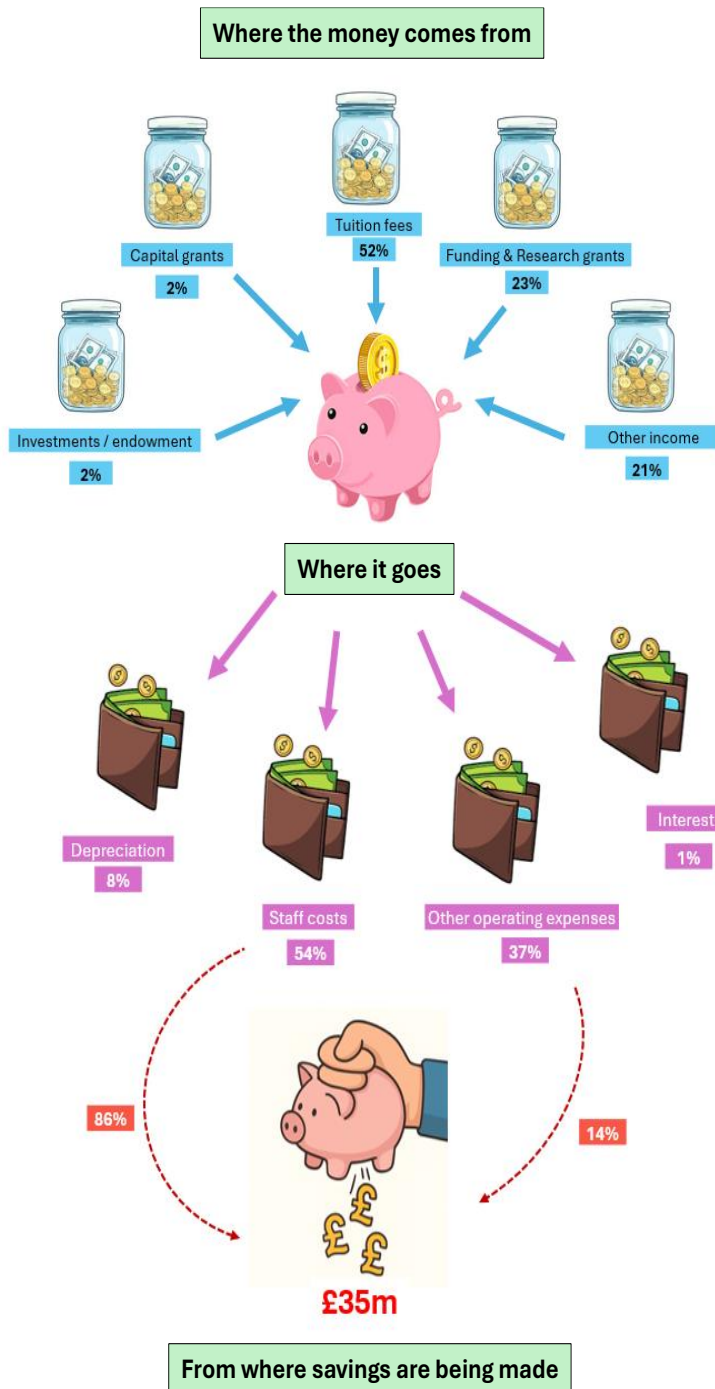 Where the money comes from
Tuition fees
52%
Capital grants
2%
Funding & Research grants
23%
Investments / endowment
2%
Other income
21%
Where it goes
Depreciation
8%
Staff costs
54%
Other operating expenses
37%
Interest
1%
86%
14%
£35m
From where savings are being made